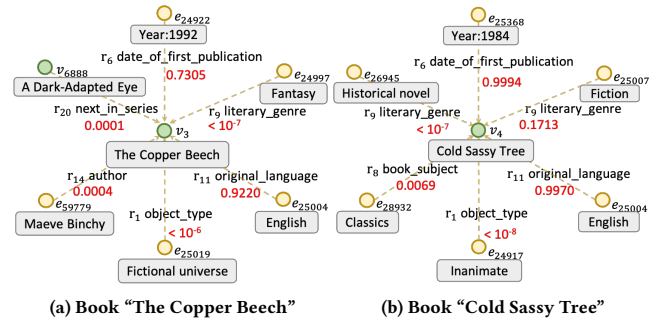 e24922
Year:1992
r6 date_of_first_publication
0.7305
v6888
A Dark-Adapted Eye
r20 next_in_series
0.0001
e24997
Fantasy
r9 literary_genre
< 10-7
v3
The Copper Beech
r14 author
0.0004
r11 original_language
0.9220
e59779
Maeve Binchy
e25004
English
r1 object_type
< 10-6
e25019
Fictional universe
(a) Book “The Copper Beech”
e25368
Year:1984
r6 date_of_first_publication
0.9994
e26945
Historical novel
r9 literary_genre
< 10-7
e25007
Fiction
r9 literary_genre
0.1713
v4
Cold Sassy Tree
r8 book_subject
0.0069
r11 original_language
0.9970
e28932
Classics
e25004
English
r1 object_type
< 10-8
e24917
Inanimate
(b) Book “Cold Sassy Tree”